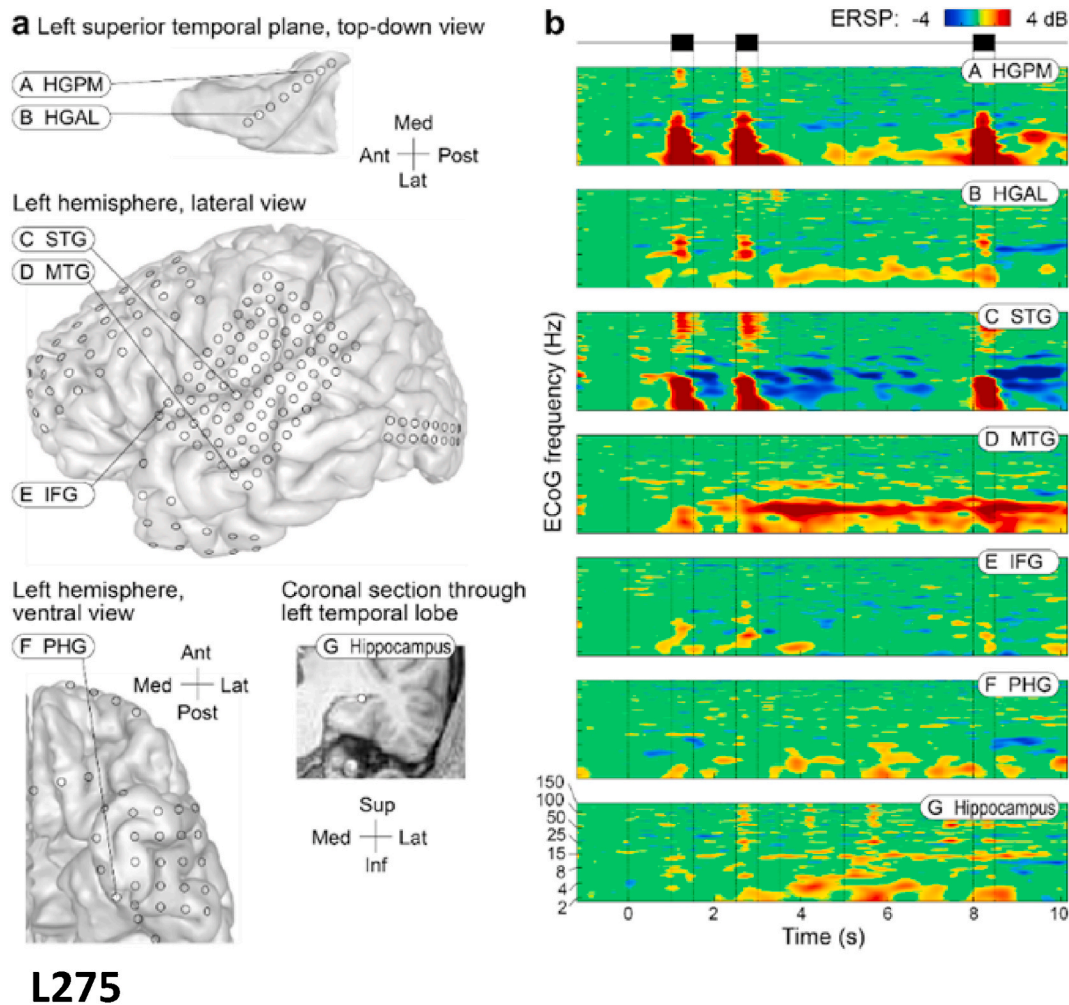 a Left superior temporal plane, top-down view
A HGPM
B HGAL
Med
Ant Post
Lat
Left hemisphere, lateral view
C STG
D MTG
E IFG
Left hemisphere,
ventral view
F PHG
Ant
Med Lat
Post
Coronal section through
left temporal lobe
G Hippocampus
Sup
Med Lat
Inf
L275
b
ERSP: -4 4 dB
A HGPM
B HGAL
C STG
D MTG
E IFG
F PHG
G Hippocampus
ECoG frequency (Hz)
150
100
50
25
15
8
4
2
0 2 4 6 8 10
Time (s)